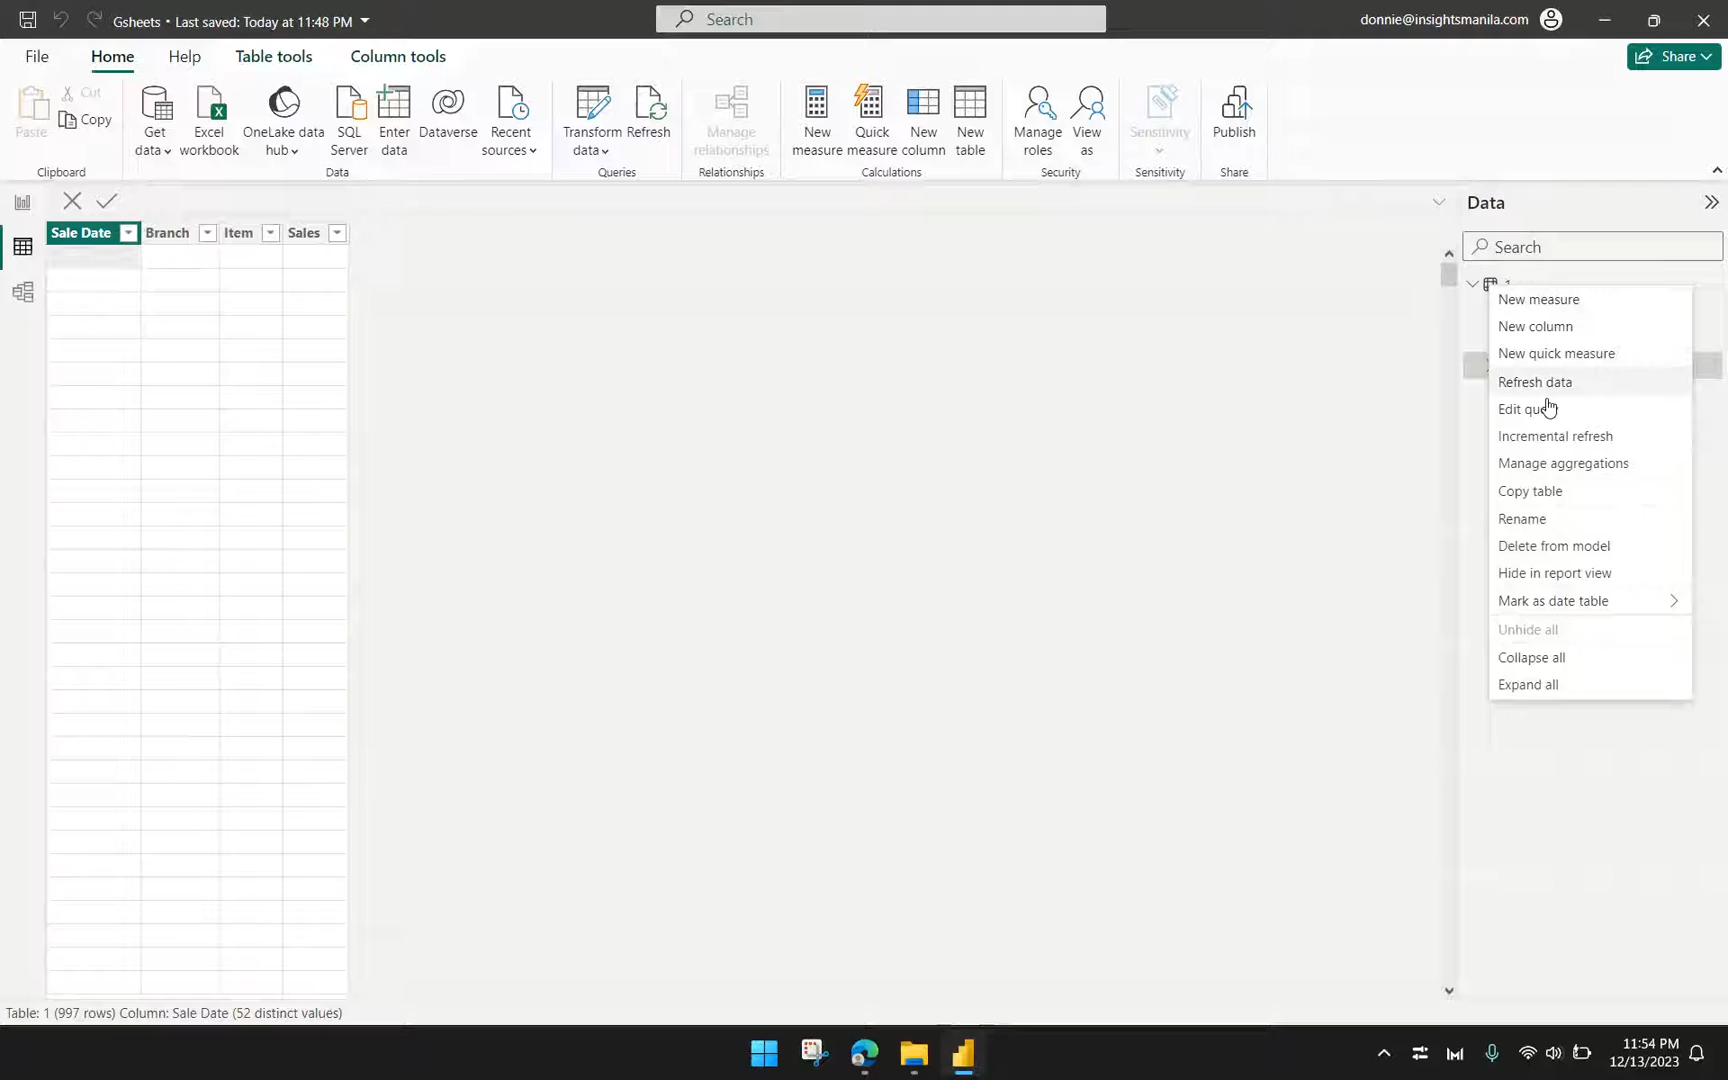 Gsheets • Last saved: Today at 11:48 PM
Search
donnie@insightsmanila.com
File
Home
Help
Table tools
Column tools
Share
Paste
Cut
Copy
Clipboard
Get data
Excel workbook
OneLake data hub
SQL Server
Enter data
Dataverse
Recent sources
Data
Transform data
Refresh
Queries
Manage relationships
Relationships
New measure
Quick measure
New column
New table
Calculations
Manage roles
View as
Security
Sensitivity
Sensitivity
Publish
Share
Sale Date
Branch
Item
Sales
Data
Search
New measure
New column
New quick measure
Refresh data
Edit
Incremental refresh
Manage aggregations
Copy table
Rename
Delete from model
Hide in report view
Mark as date table
Unhide all
Collapse all
Expand all
Table: 1 (997 rows) Column: Sale Date (52 distinct values)
11:54 PM
12/13/2023